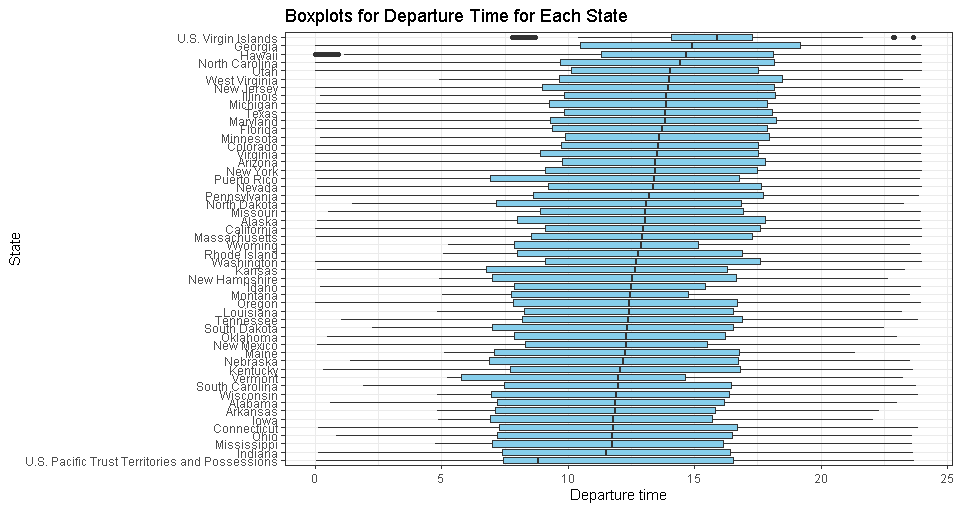 Boxplots for Departure Time for Each State
U.S. Virgin Islands
Georgia
Hawaii
North Carolina
Utah
West Virginia
New Jersey
Illinois
Michigan
Texas
Maryland
Florida
Minnesota
Colorado
Virginia
Arizona
New York
Puerto Rico
Nevada
Pennsylvania
North Dakota
Missouri
Alaska
California
Massachusetts
Wyoming
Rhode Island
Washington
Kansas
New Hampshire
Idaho
Montana
Oregon
Louisiana
Tennessee
South Dakota
Oklahoma
New Mexico
Maine
Nebraska
Kentucky
Vermont
South Carolina
Wisconsin
Alabama
Arkansas
Iowa
Connecticut
Ohio
Mississippi
Indiana
U.S. Pacific Trust Territories and Possessions
State
0 5 10 15 20 25
Departure time